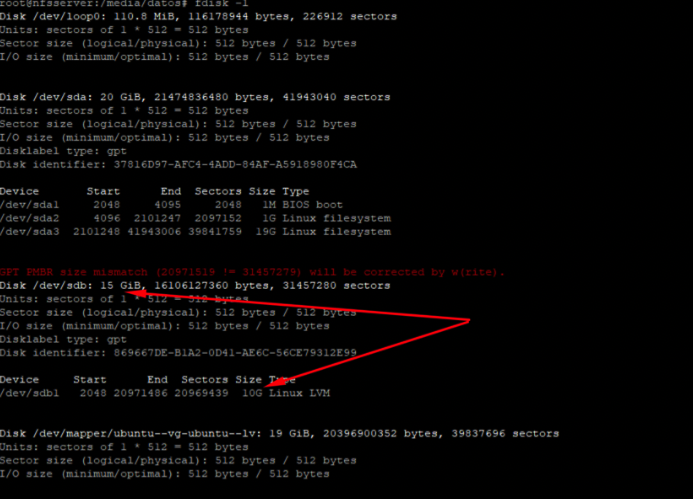 root@nfsserver:/media/datos# fdisk -l
Disk /dev/loop0: 110.8 MiB, 116178944 bytes, 226912 sectors
Units: sectors of 1 * 512 = 512 bytes
Sector size (logical/physical): 512 bytes / 512 bytes
I/O size (minimum/optimal): 512 bytes / 512 bytes
Disk /dev/sda: 20 GiB, 21474836480 bytes, 41943040 sectors
Units: sectors of 1 * 512 = 512 bytes
Sector size (logical/physical): 512 bytes / 512 bytes
I/O size (minimum/optimal): 512 bytes / 512 bytes
Disklabel type: gpt
Disk identifier: 37816D97-AFC4-4ADD-84AF-A5918980F4CA
Device Start End Sectors Size Type
/dev/sda1 2048 4095 2048 1M BIOS boot
/dev/sda2 4096 2101247 2097152 1G Linux filesystem
/dev/sda3 2101248 41943006 39841759 19G Linux filesystem
GPT PMBR size mismatch (20971519 != 31457279) will be corrected by w(rite).
Disk /dev/sdb: 15 GiB, 16106127360 bytes, 31457280 sectors
Units: sectors of 1 * 512 = 512 bytes
Sector size (logical/physical): 512 bytes / 512 bytes
I/O size (minimum/optimal): 512 bytes / 512 bytes
Disklabel type: gpt
Disk identifier: 869667DE-B1A2-0D41-AE6C-56CE79312E99
Device Start End Sectors Size Type
/dev/sdb1 2048 20971486 20969439 10G Linux LVM
Disk /dev/mapper/ubuntu--vg-ubuntu--lv: 19 GiB, 20396900352 bytes, 39837696 sectors
Units: sectors of 1 * 512 = 512 bytes
Sector size (logical/physical): 512 bytes / 512 bytes
I/O size (minimum/optimal): 512 bytes / 512 bytes